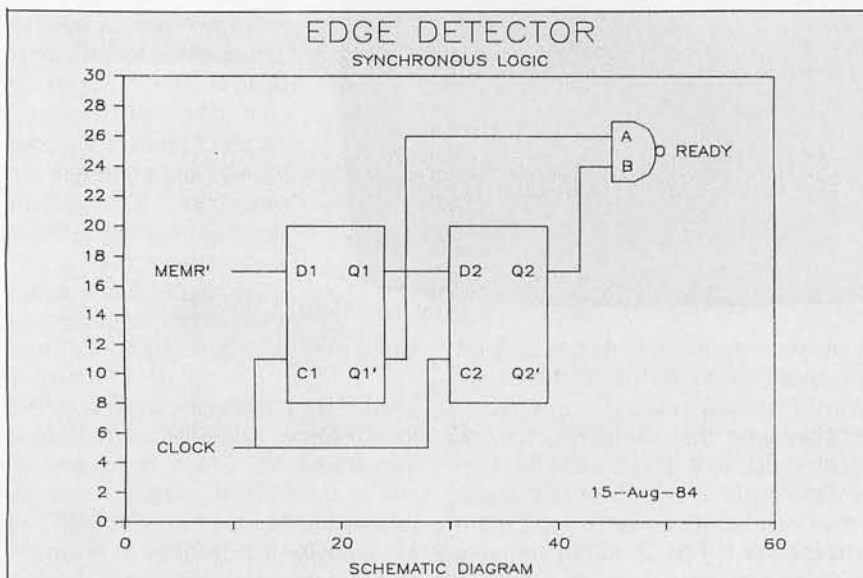 EDGE DETECTOR
SYNCHRONOUS LOGIC
30
28
26
24
22
20
18
16
14
12
10
8
6
4
2
0
A
B
READY
MEMR'
D1 Q1
D2 Q2
C1 Q1'
C2 Q2'
CLOCK
15-Aug-84
0 20 40 60
SCHEMATIC DIAGRAM